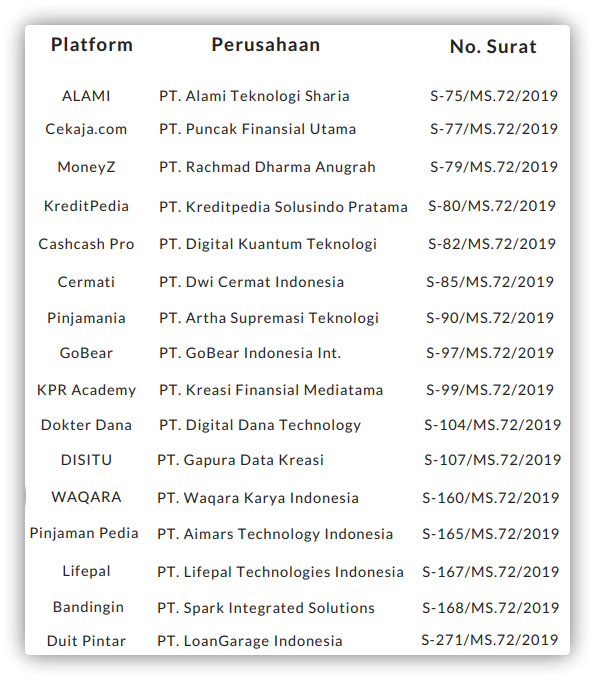 Platform Perusahaan No. Surat
ALAMI PT. Alami Teknologi Sharia S-75/MS.72/2019
Cekaja.com PT. Puncak Finansial Utama S-77/MS.72/2019
MoneyZ PT. Rachmad Dharma Anugrah S-79/MS.72/2019
KreditPedia PT. Kreditpedia Solusindo Pratama S-80/MS.72/2019
Cashcash Pro PT. Digital Kuantum Teknologi S-82/MS.72/2019
Cermati PT. Dwi Cermat Indonesia S-85/MS.72/2019
Pinjamania PT. Artha Supremasi Teknologi S-90/MS.72/2019
GoBear PT. GoBear Indonesia Int. S-97/MS.72/2019
KPR Academy PT. Kreasi Finansial Mediatama S-99/MS.72/2019
Dokter Dana PT. Digital Dana Technology S-104/MS.72/2019
DISITU PT. Gapura Data Kreasi S-107/MS.72/2019
WAQARA PT. Waqara Karya Indonesia S-160/MS.72/2019
Pinjaman Pedia PT. Aimars Technology Indonesia S-165/MS.72/2019
Lifepal PT. Lifepal Technologies Indonesia S-167/MS.72/2019
Bandingin PT. Spark Integrated Solutions S-168/MS.72/2019
Duit Pintar PT. LoanGarage Indonesia S-271/MS.72/2019